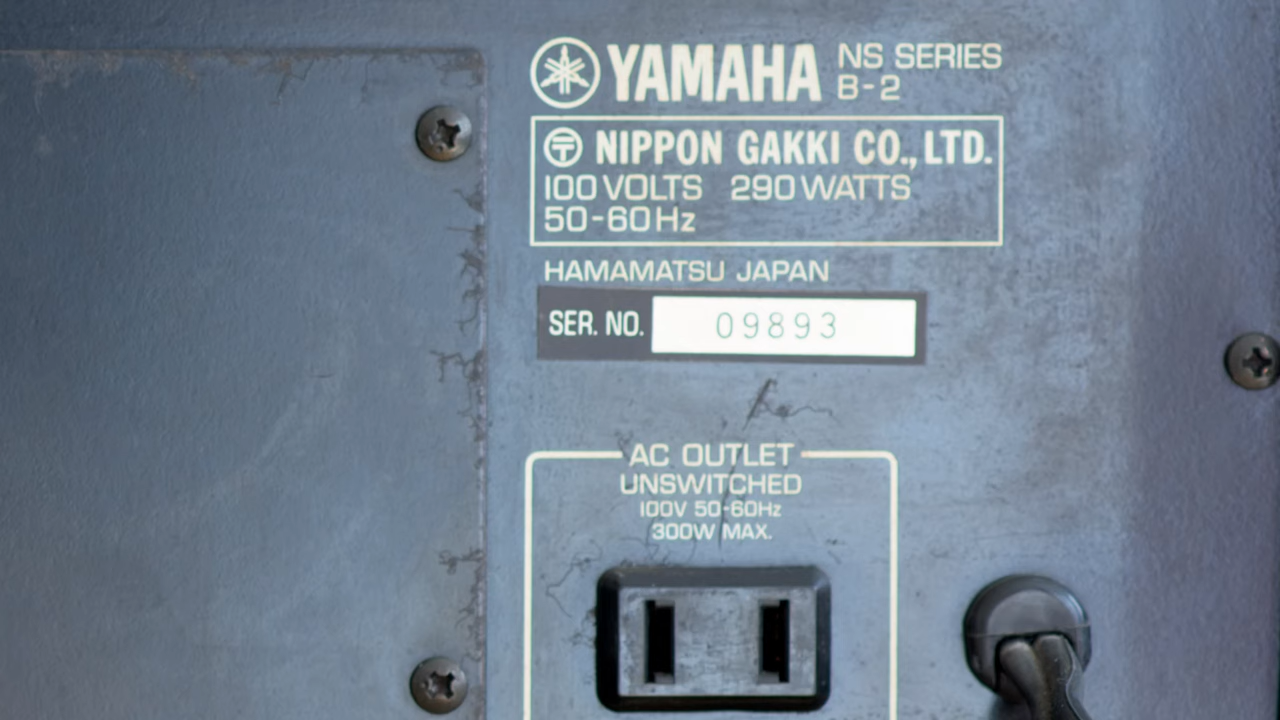 YAMAHA NS SERIES
B-2
NIPPON GAKKI CO., LTD.
100 VOLTS 290 WATTS
50-60Hz
HAMAMATSU JAPAN
SER. NO. 09893
AC OUTLET
UNSWITCHED
100V 50-60Hz
300W MAX.